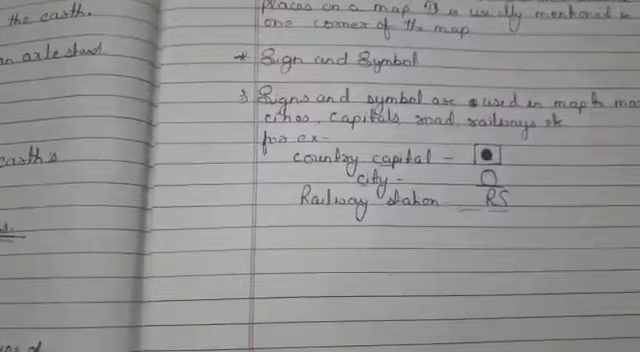 the earth.
an axle stand
earth's
places on a map. It is usually mentioned in
one corner of the map
* Sign and Symbol
Signs and symbol are used in map to
cities, capitals road, railways etc
for ex-
country capital -
city -
Railway station RS